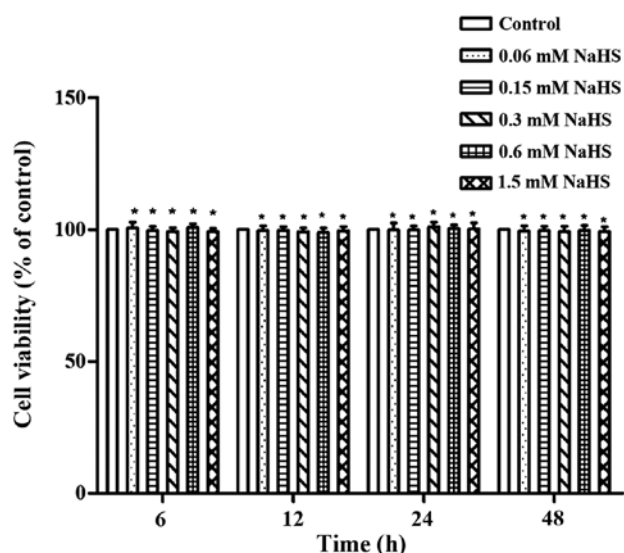 Control
0.06 mM NaHS
0.15 mM NaHS
0.3 mM NaHS
0.6 mM NaHS
1.5 mM NaHS
Cell viability (% of control)
150
100
50
0
* * * * * * * * * * * * * * * * * * * *
6 12 24 48
Time (h)